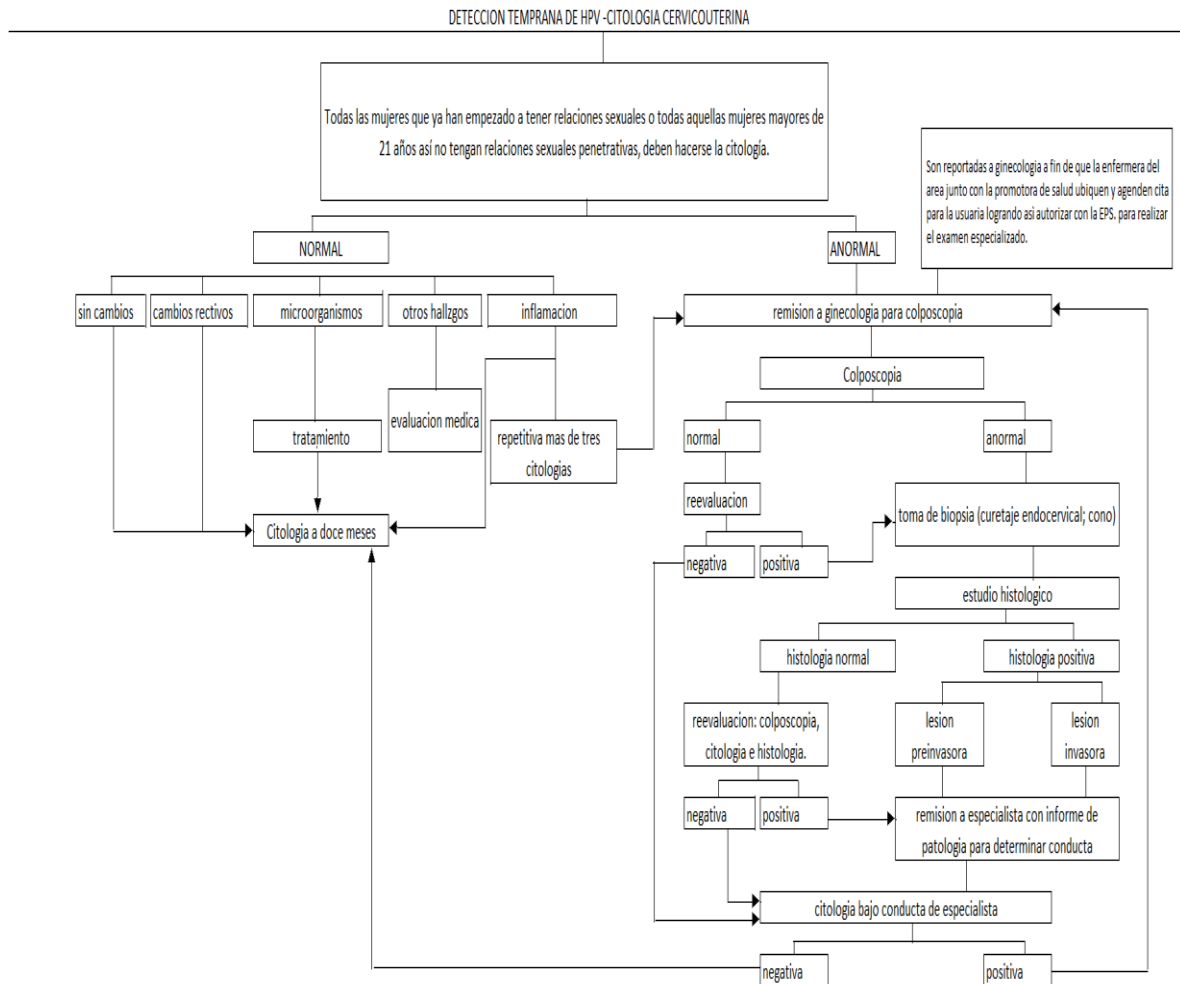 DETECCION TEMPRANA DE HPV -CITOLOGIA CERVICOUTERINA
Todas las mujeres que ya han empezado a tener relaciones sexuales o todas aquellas mujeres mayores de
21 años así no tengan relaciones sexuales penetrativas, deben hacerse la citología.
Son reportadas a ginecologia a fin de que la enfermera del
area junto con la promotora de salud ubiquen y agenden cita
para la usuaria logrando asi autorizar con la EPS. para realizar
el examen especializado.
NORMAL
ANORMAL
sin cambios
cambios rectivos
microorganismos
otros hallzgos
inflamacion
remision a ginecologia para colposcopia
Colposcopia
evaluacion medica
tratamiento
repetitiva mas de tres
citologias
normal
anormal
reevaluacion
toma de biopsia (curetaje endocervical; cono)
Citologia a doce meses
negativa
positiva
estudio histologico
histologia normal
histologia positiva
reevaluacion: colposcopia,
citologia e histologia.
lesion
preinvasora
lesion
invasora
negativa
positiva
remision a especialista con informe de
patologia para determinar conducta
citologia bajo conducta de especialista
negativa
positiva